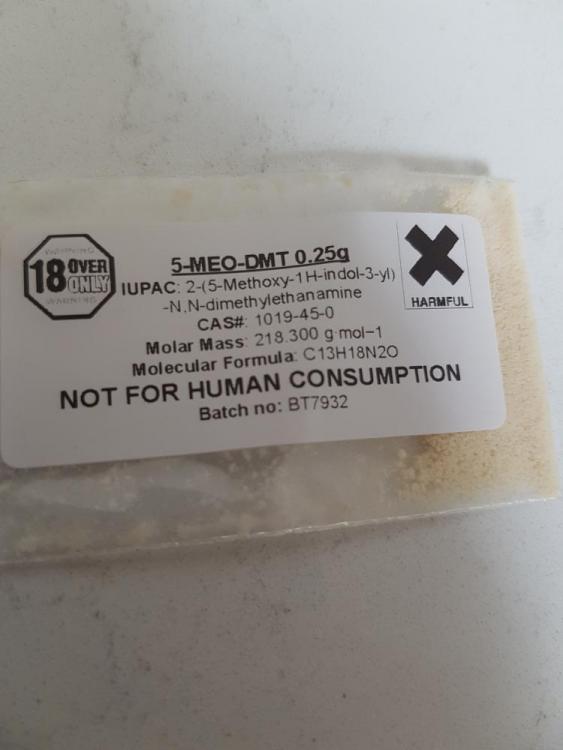 WARNING
18 OVER
ONLY
WARNING
5-MEO-DMT 0.25g
IUPAC: 2-(5-Methoxy-1H-indol-3-yl)
-N,N-dimethylethanamine
CAS#: 1019-45-0
Molar Mass: 218.300 g·mol−1
Molecular Formula: C13H18N2O
NOT FOR HUMAN CONSUMPTION
Batch no: BT7932
HARMFUL